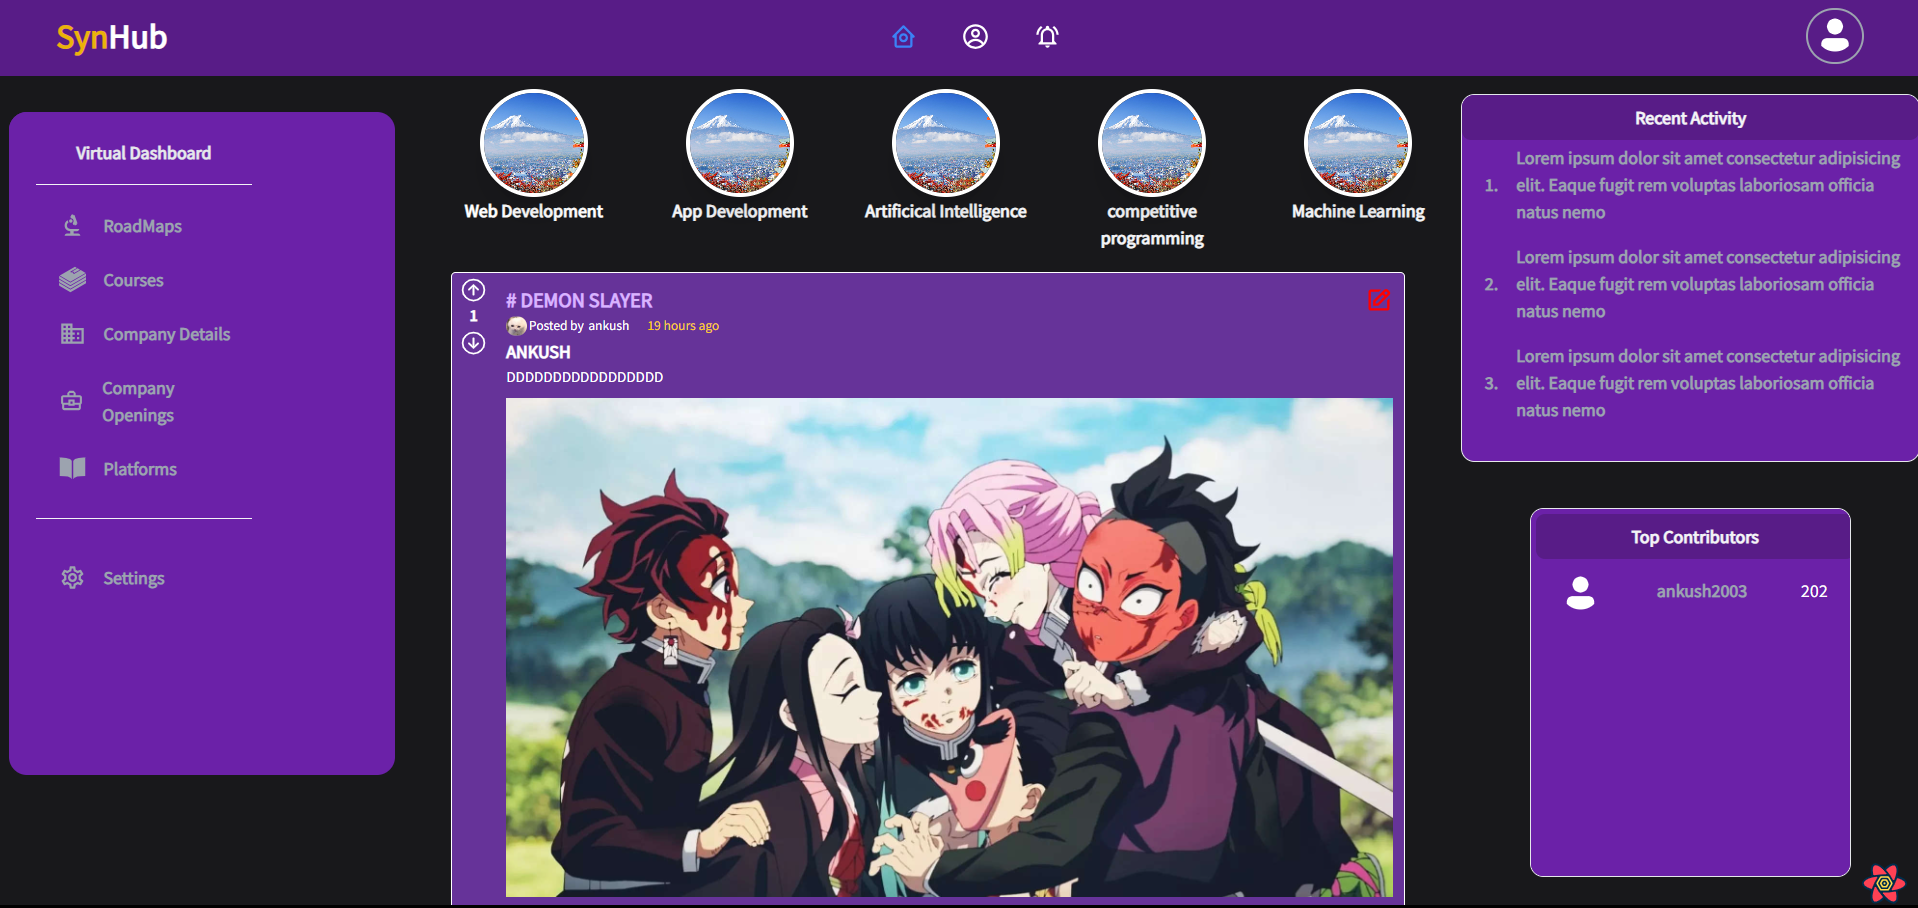 SynHub
Virtual Dashboard
RoadMaps
Courses
Company Details
Company
Openings
Platforms
Settings
Web Development
App Development
Artificical Intelligence
competitive
programming
Machine Learning
1
# DEMON SLAYER
Posted by ankush 19 hours ago
ANKUSH
DDDDDDDDDDDDDDDDD
Recent Activity
1. Lorem ipsum dolor sit amet consectetur adipisicing
elit. Eaque fugit rem voluptas laboriosam officia
natus nemo
2. Lorem ipsum dolor sit amet consectetur adipisicing
elit. Eaque fugit rem voluptas laboriosam officia
natus nemo
3. Lorem ipsum dolor sit amet consectetur adipisicing
elit. Eaque fugit rem voluptas laboriosam officia
natus nemo
Top Contributors
ankush2003 202